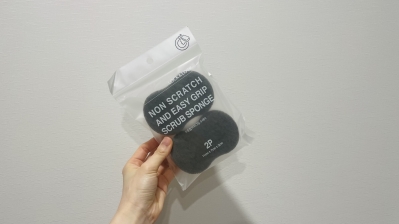 NON SCRATCH
AND EASY GRIP
SCRUB SPONGE
2P